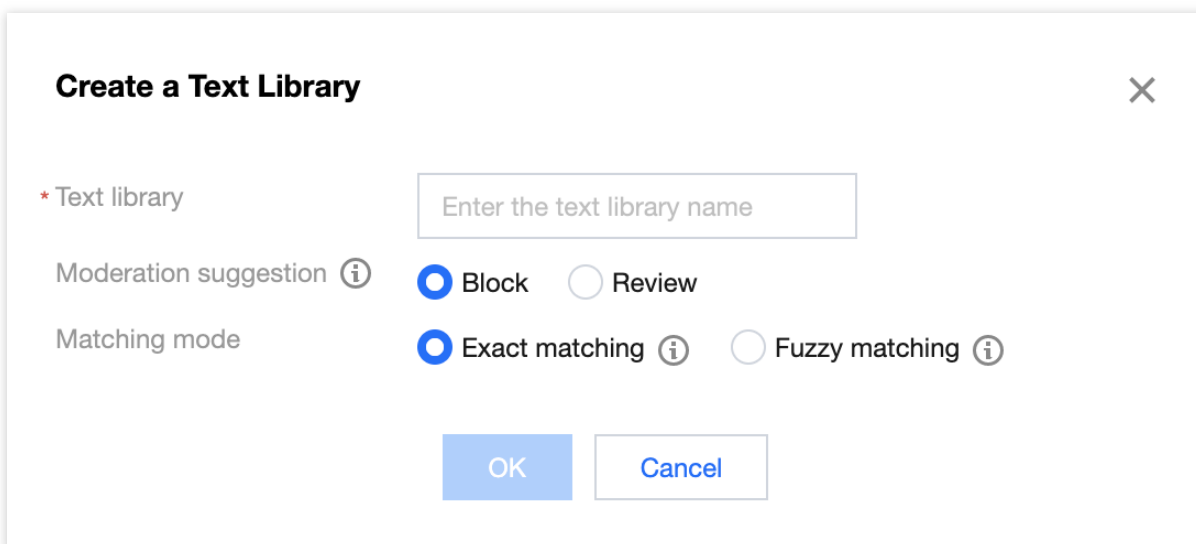 Create a Text Library
* Text library
Enter the text library name
Moderation suggestion
Block
Review
Matching mode
Exact matching
Fuzzy matching
OK
Cancel